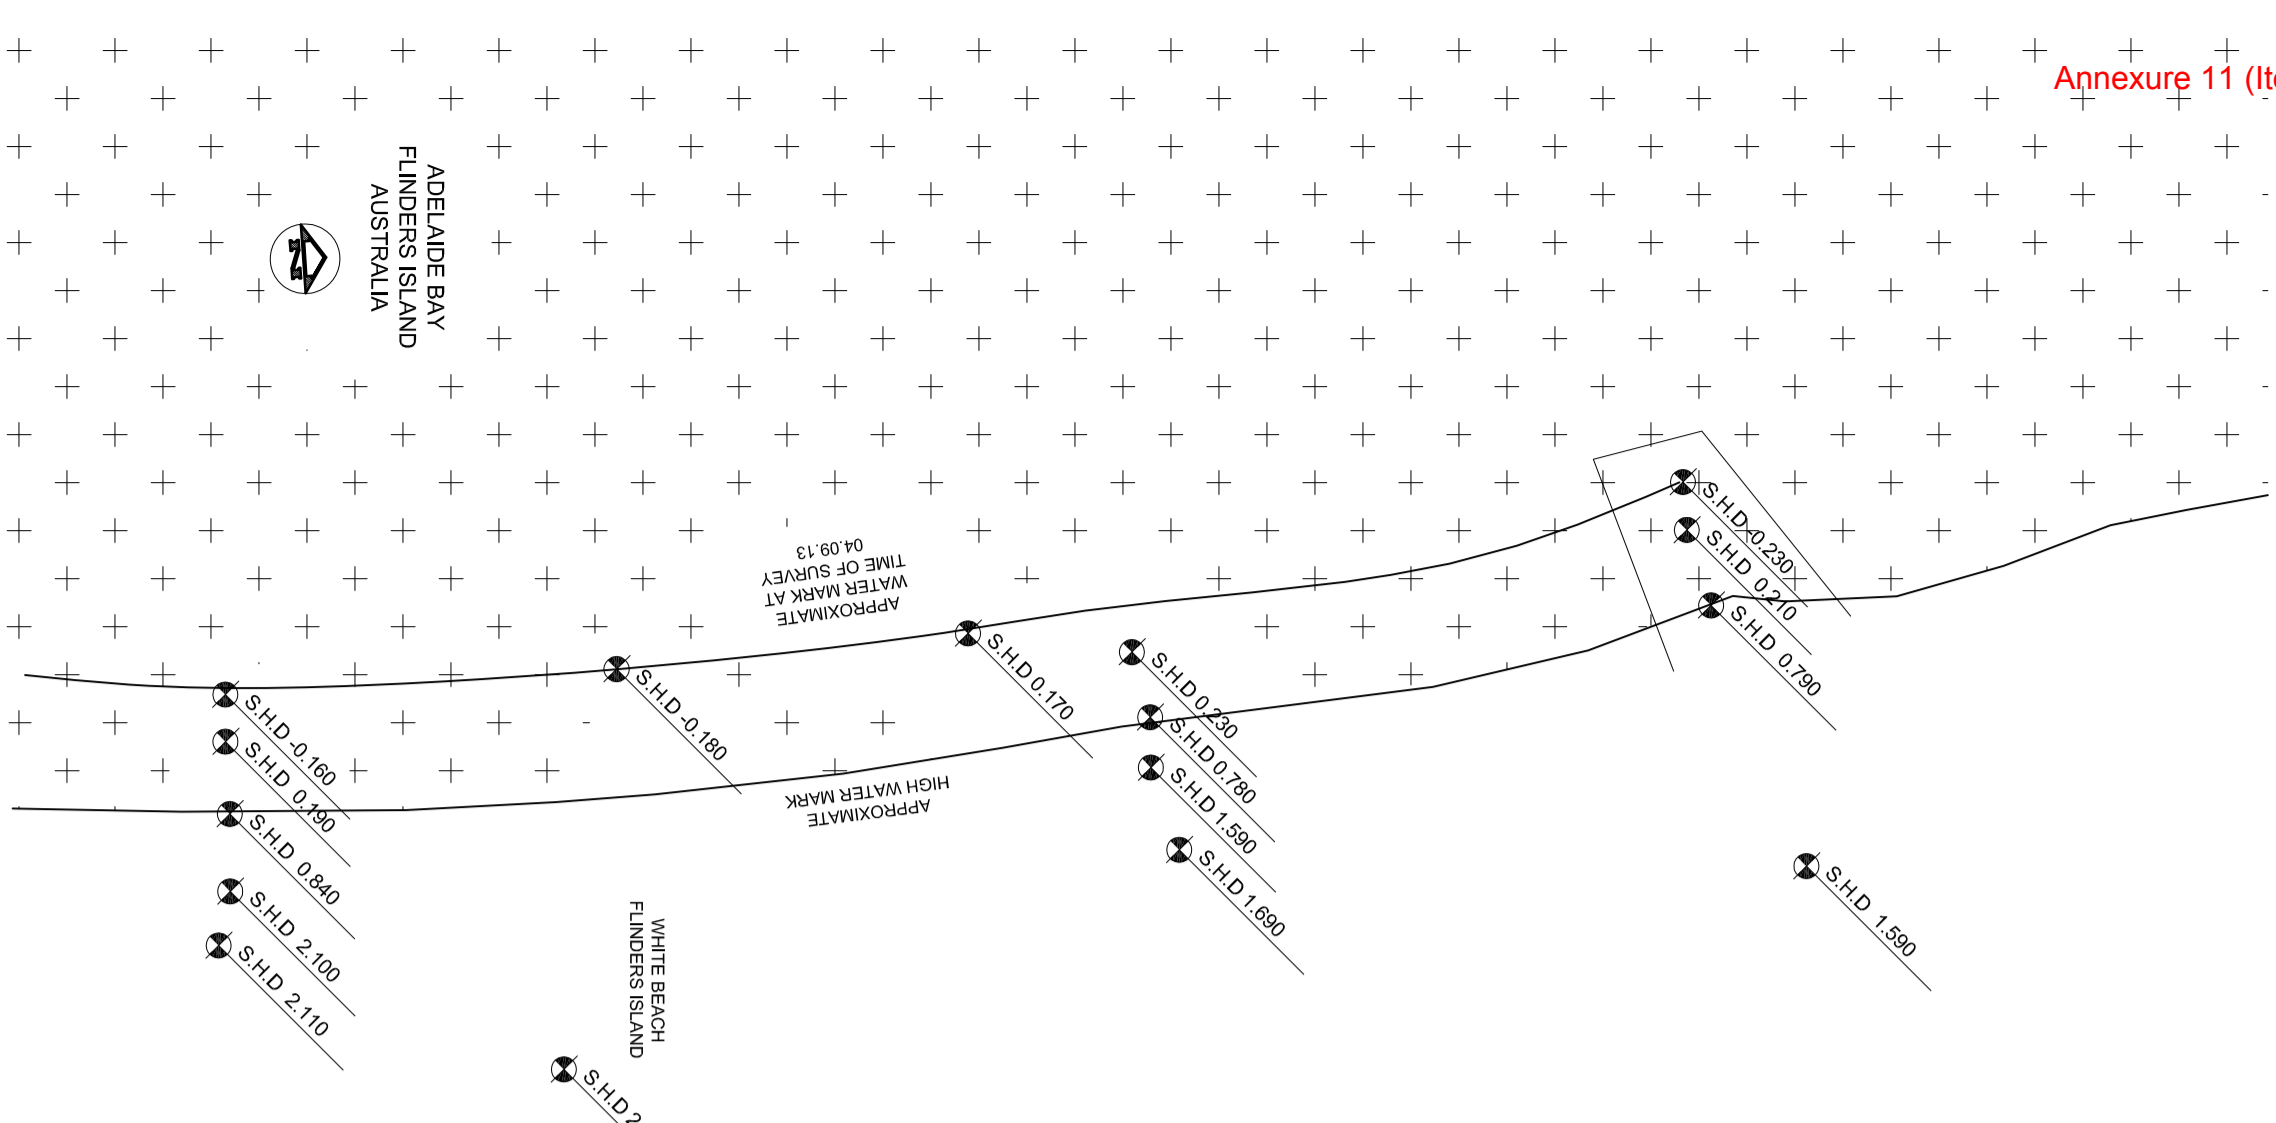 Annexure 11 (Ite
ADELAIDE BAY
FLINDERS ISLAND
AUSTRALIA
N
APPROXIMATE
WATER MARK AT
TIME OF SURVEY
04.09.13
S.H.D -0.230
S.H.D 0.210
S.H.D 0.790
S.H.D 0.170
S.H.D 0.230
S.H.D 0.780
S.H.D 1.590
S.H.D 1.690
S.H.D -0.180
S.H.D -0.160
S.H.D 0.190
S.H.D 0.840
S.H.D 2.100
S.H.D 2.110
APPROXIMATE
HIGH WATER MARK
S.H.D 1.590
WHITE BEACH
FLINDERS ISLAND
S.H.D 2